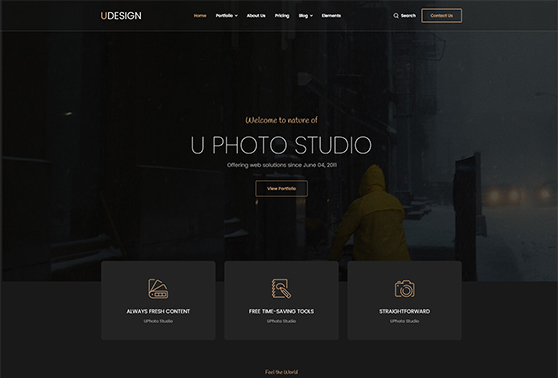 UDESIGN
Home Portfolio About Us Pricing Blog Elements Search Contact Us
Welcome to nature of
U PHOTO STUDIO
Offering web solutions since June 04, 2011
View Portfolio
ALWAYS FRESH CONTENT
UPhoto Studio
FREE TIME-SAVING TOOLS
UPhoto Studio
STRAIGHTFORWARD
UPhoto Studio
Feel the World